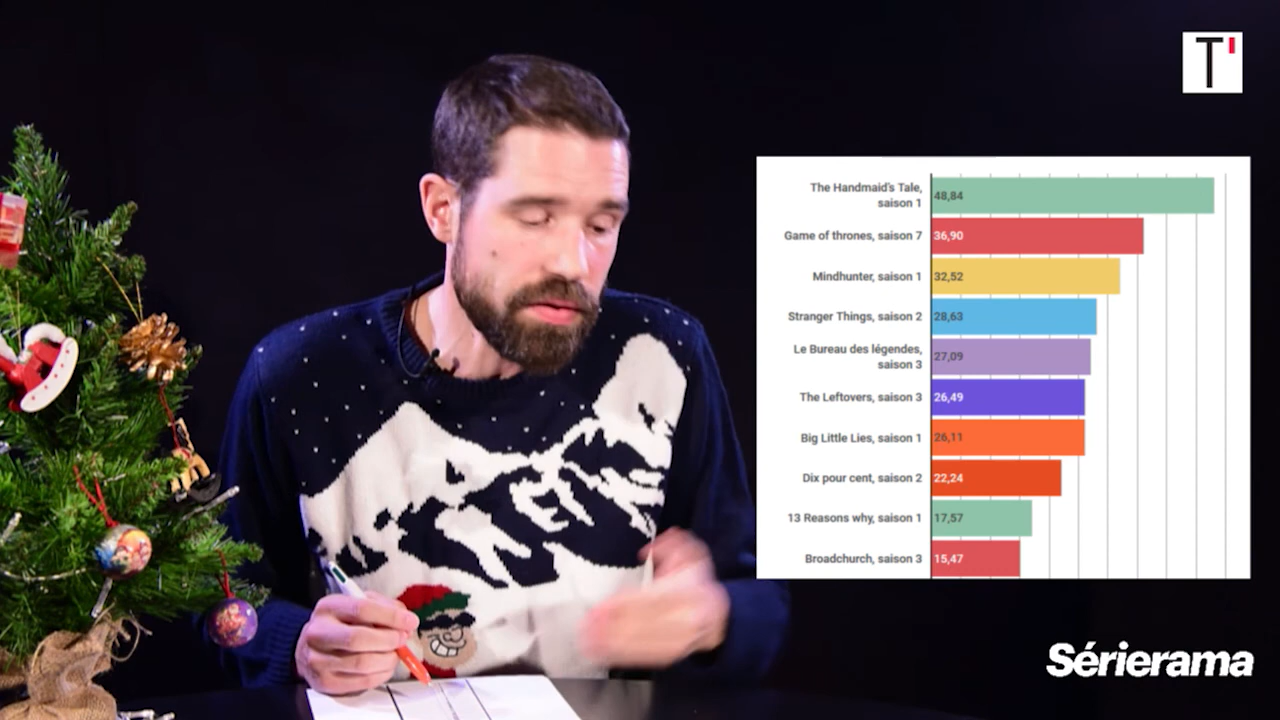 T'
The Handmaid's Tale,
saison 1
48,84
Game of thrones, saison 7
36,90
Mindhunter, saison 1
32,52
Stranger Things, saison 2
28,63
Le Bureau des légendes,
saison 3
27,09
The Leftovers, saison 3
26,49
Big Little Lies, saison 1
26,11
Dix pour cent, saison 2
22,24
13 Reasons why, saison 1
17,57
Broadchurch, saison 3
15,47
Sérierama